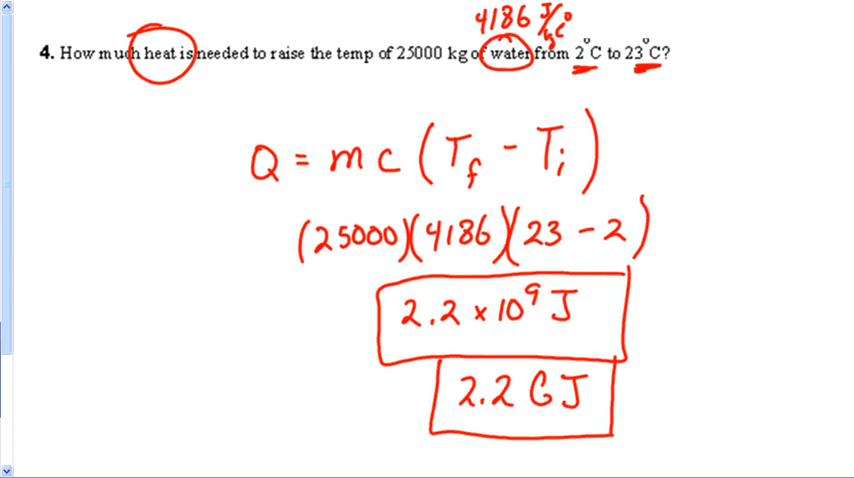 4186 J/kg C°
4. How much heat is needed to raise the temp of 25000 kg of water from 2°C to 23°C?
Q = mc(Tf - Ti)
(25000)(4186)(23 - 2)
2.2 x 10⁹ J
2.2 GJ